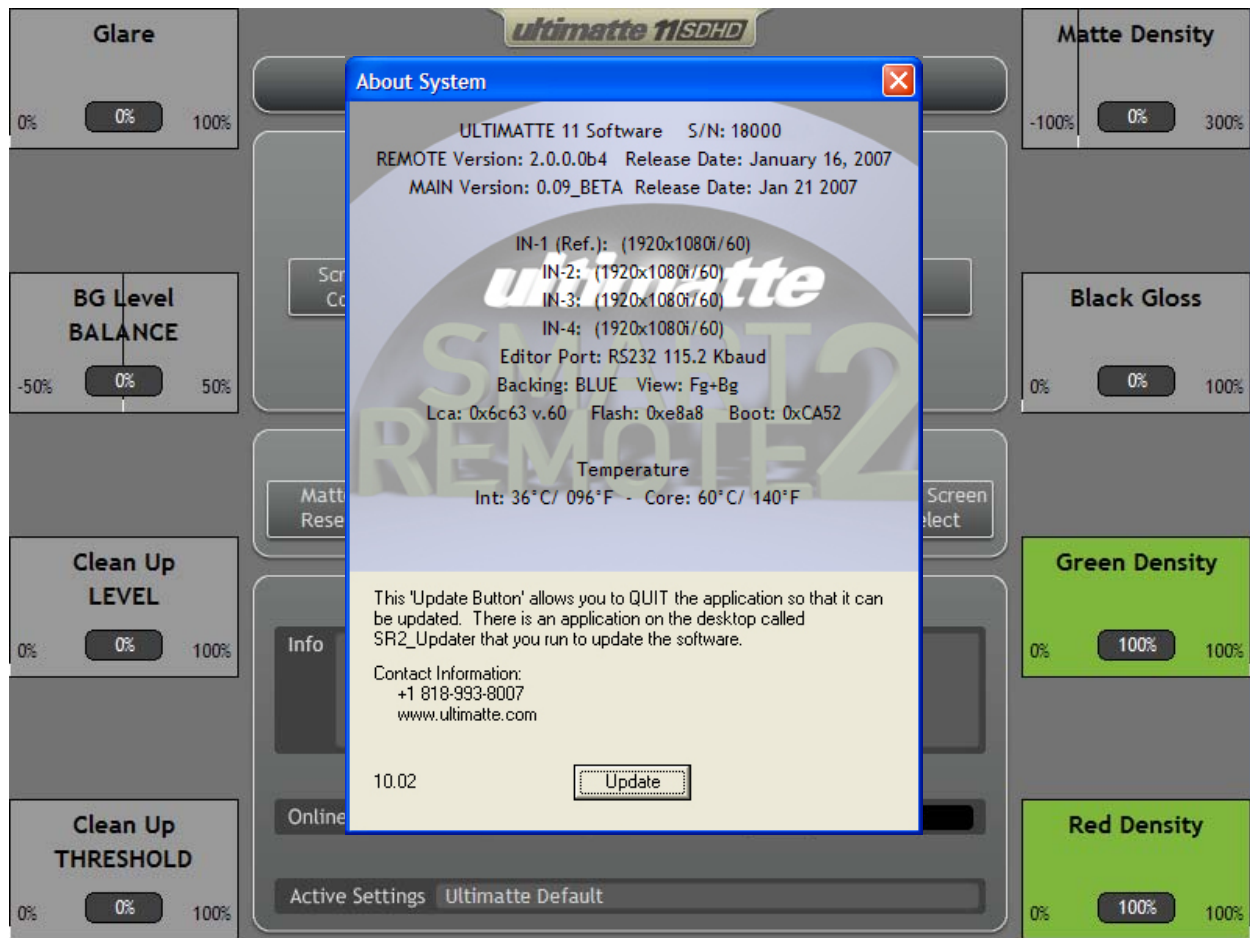 ultimatte 11 SDHD
Glare
0%
0%
100%
BG Level
BALANCE
-50%
0%
50%
Clean Up
LEVEL
0%
0%
100%
Clean Up
THRESHOLD
0%
0%
100%
About System
ULTIMATTE 11 Software S/N: 18000
REMOTE Version: 2.0.0.0b4 Release Date: January 16, 2007
MAIN Version: 0.09_BETA Release Date: Jan 21 2007
IN-1 (Ref.): (1920x1080i/60)
IN-2: (1920x1080i/60)
IN-3: (1920x1080i/60)
IN-4: (1920x1080i/60)
Editor Port: RS232 115.2 Kbaud
Backing: BLUE View: Fg+Bg
Lca: 0x6c63 v.60 Flash: 0xe8a8 Boot: 0xCA52
Temperature
Int: 36°C/ 096°F - Core: 60°C/ 140°F
ultimatte
SMART
REMOTE 2
This 'Update Button' allows you to QUIT the application so that it can
be updated. There is an application on the desktop called
SR2_Updater that you run to update the software.
Contact Information:
+1 818-993-8007
www.ultimatte.com
10.02
Update
Screen
Info
Online
Active Settings Ultimatte Default
Matte Density
-100%
0%
300%
Black Gloss
0%
0%
100%
Green Density
0%
100%
100%
Red Density
0%
100%
100%